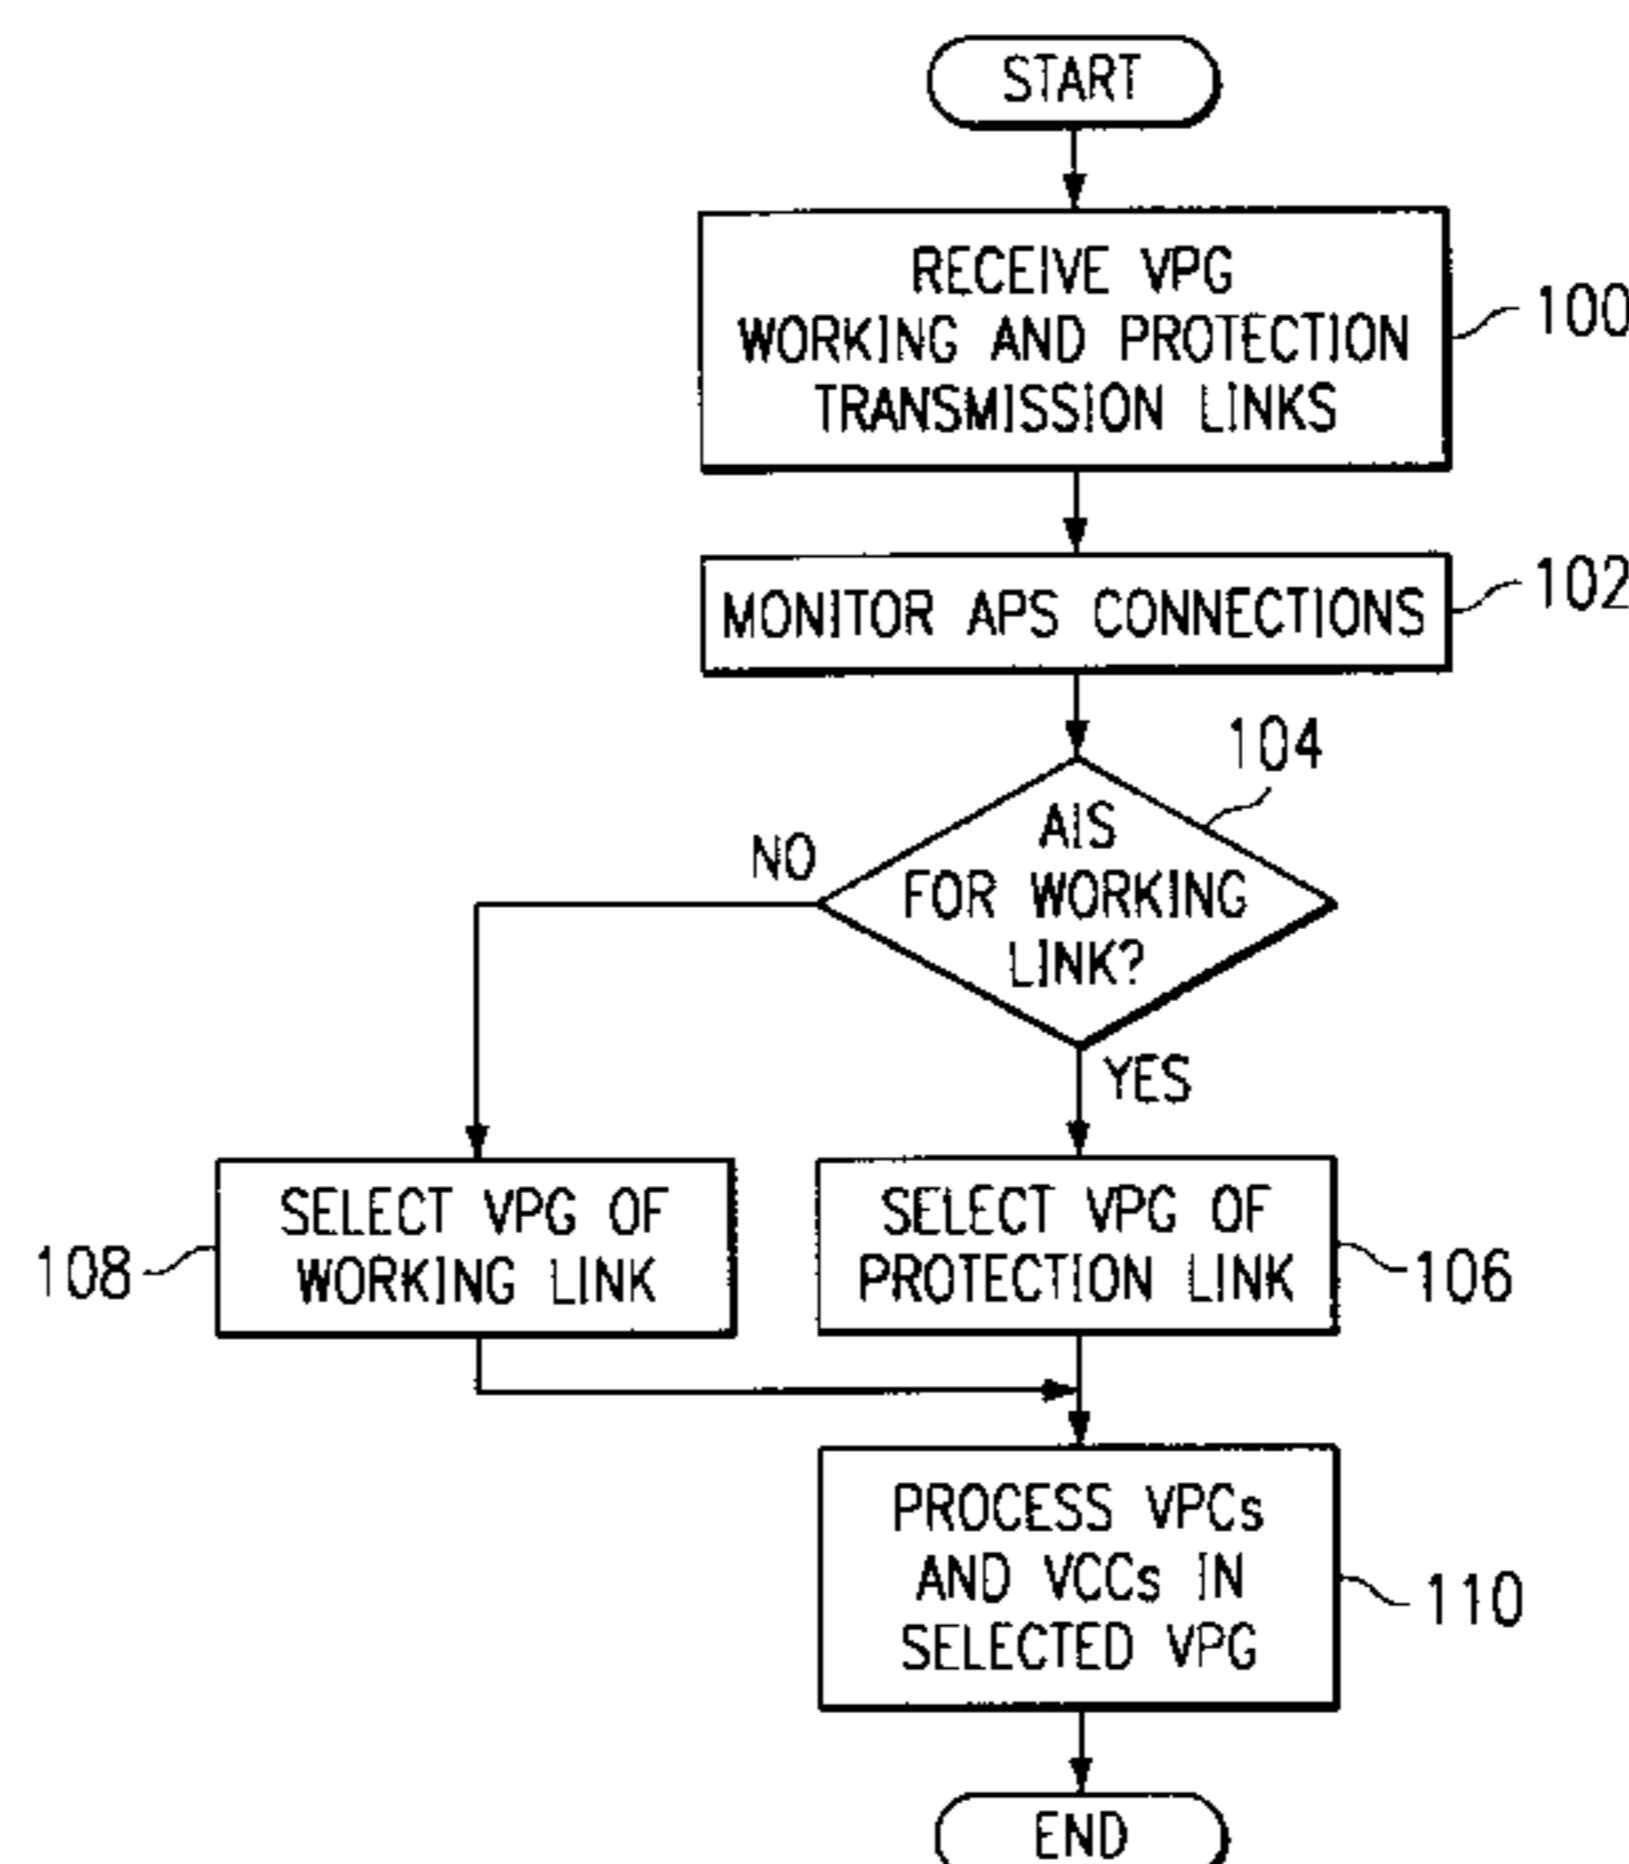 START
RECEIVE VPG
WORKING AND PROTECTION
TRANSMISSION LINKS
100
MONITOR APS CONNECTIONS
102
104
AIS
FOR WORKING
LINK?
NO
YES
SELECT VPG OF
WORKING LINK
108
SELECT VPG OF
PROTECTION LINK
106
PROCESS VPCs
AND VCCs IN
SELECTED VPG
110
END